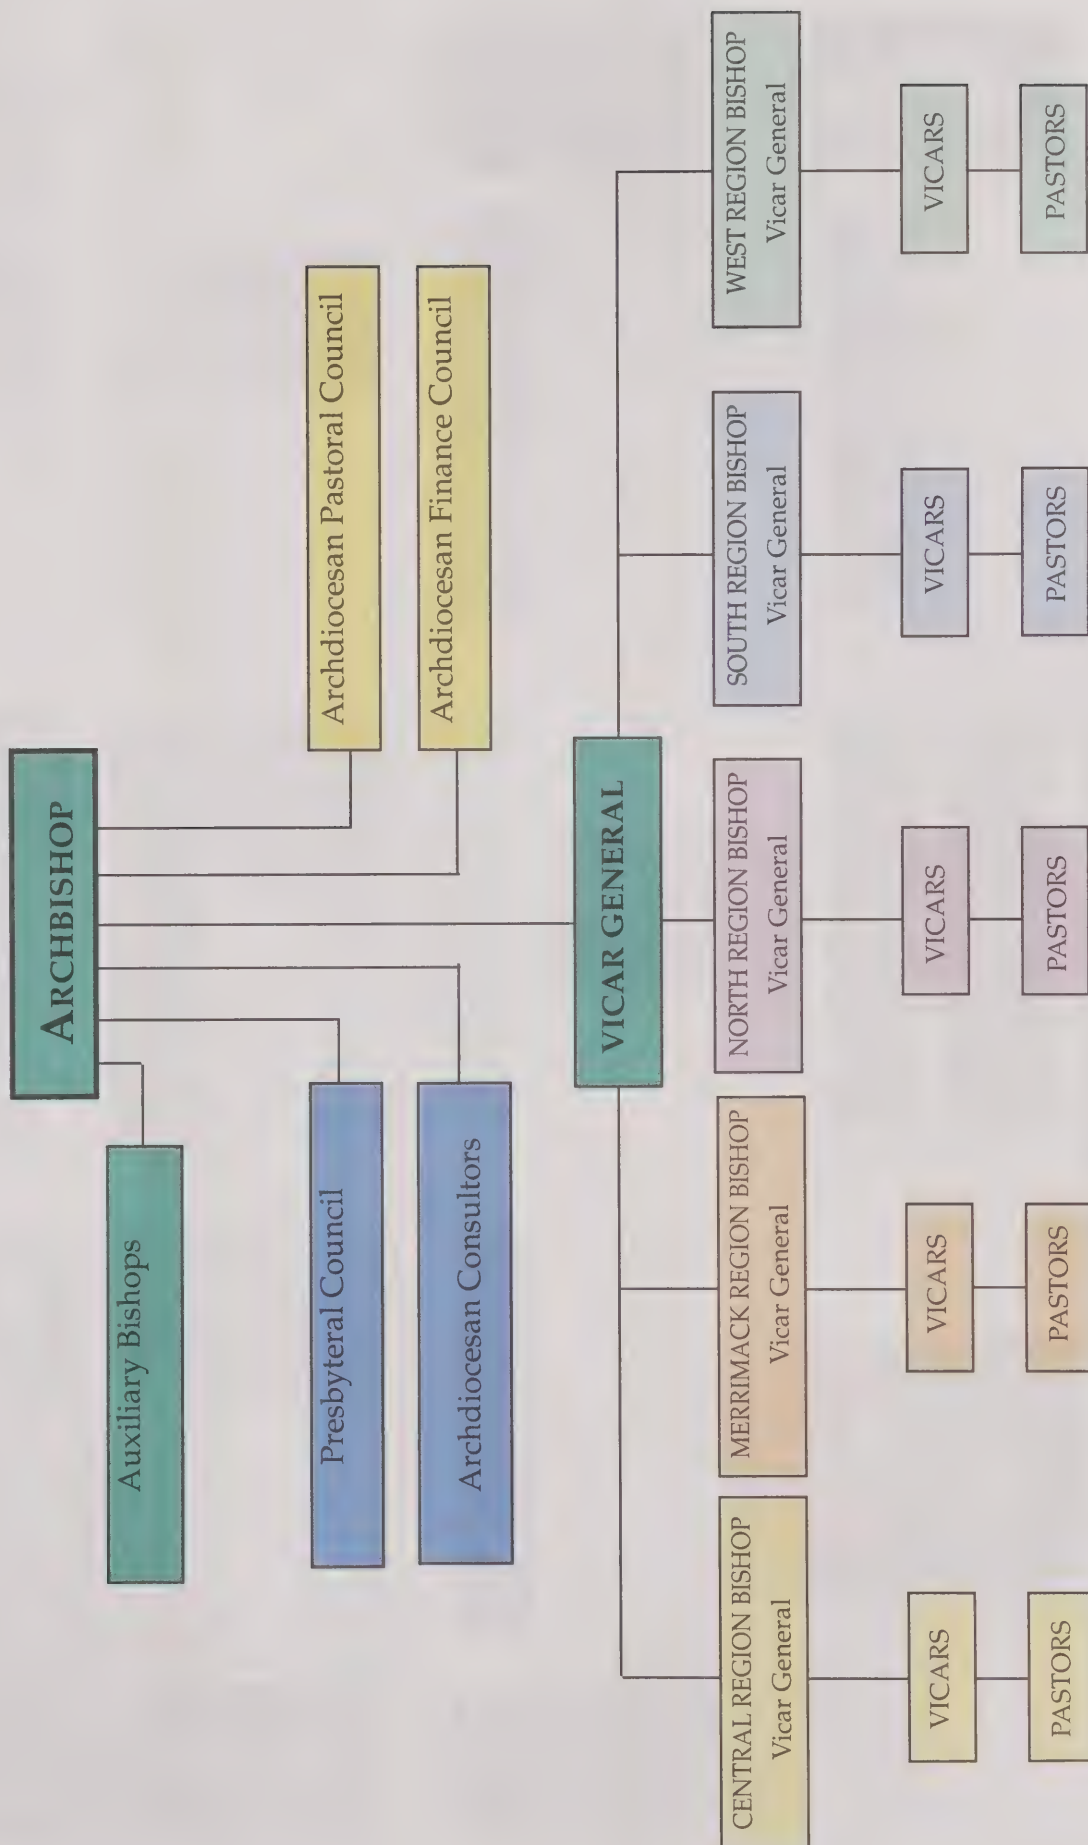 ARCHBISHOP
Auxiliary Bishops
Presbyteral Council
Archdiocesan Consultors
Archdiocesan Pastoral Council
Archdiocesan Finance Council
VICAR GENERAL
CENTRAL REGION BISHOP
Vicar General
MERRIMACK REGION BISHOP
Vicar General
NORTH REGION BISHOP
Vicar General
SOUTH REGION BISHOP
Vicar General
WEST REGION BISHOP
Vicar General
VICARS
VICARS
VICARS
VICARS
VICARS
PASTORS
PASTORS
PASTORS
PASTORS
PASTORS